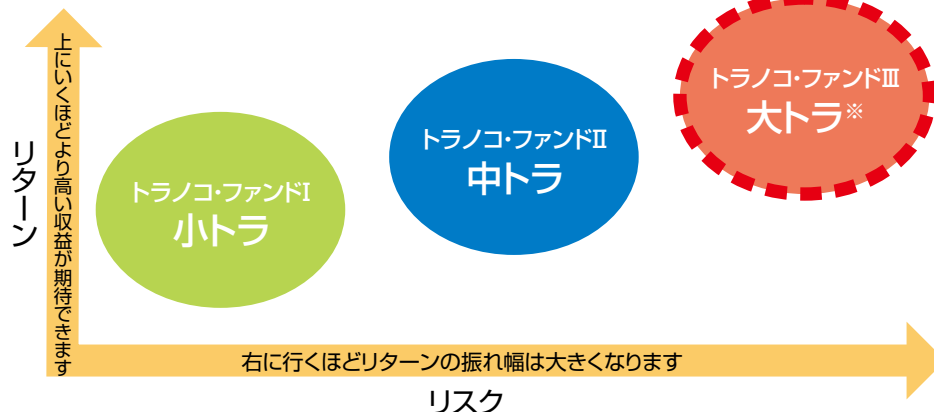 トラノコ・ファンドⅢ
大トラ※
トラノコ・ファンドⅡ
中トラ
トラノコ・ファンドⅠ
小トラ
リターン
上にいくほどより高い収益が期待できます
右に行くほどリターンの振れ幅は大きくなります
リスク